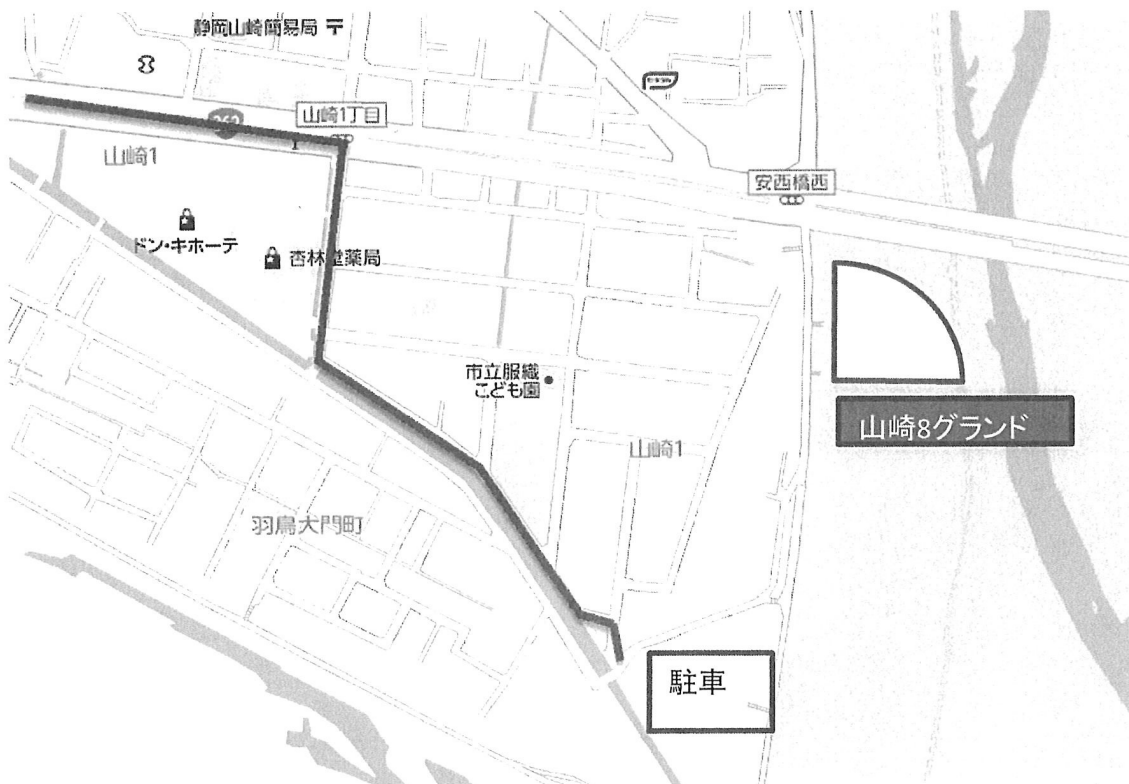 静岡山崎簡易局
362
山崎1丁目
山崎1
安西橋西
ドン・キホーテ
杏林堂薬局
市立服織
こども園
山崎8グランド
山崎1
羽鳥大門町
駐車